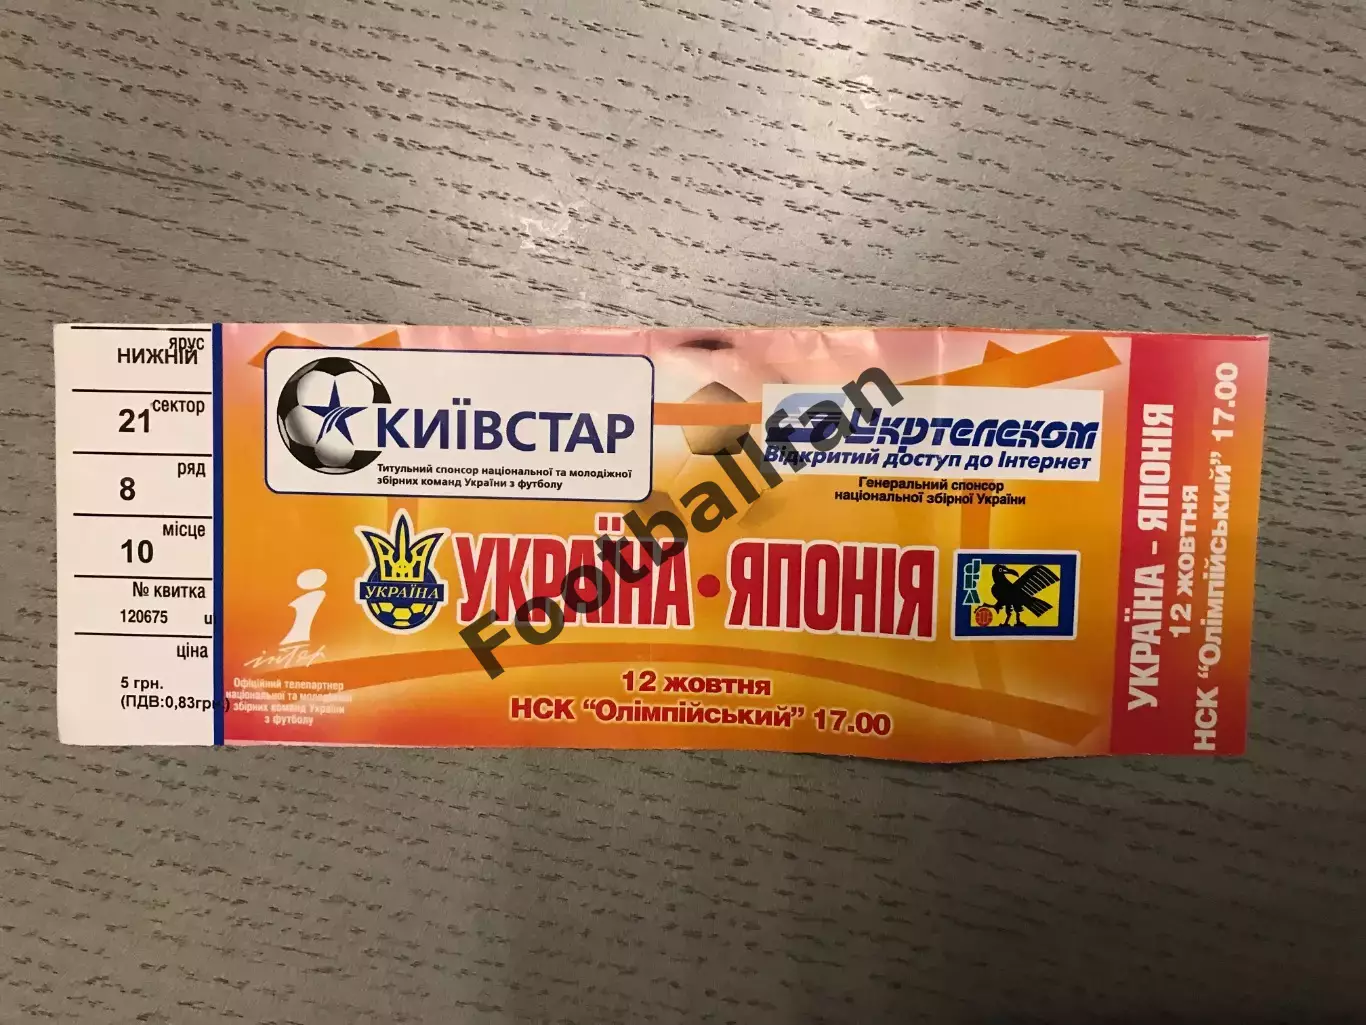 ярус
НИЖНІЙ
сектор
21
ряд
8
місце
10
№ квитка
120675 u
ціна
5 грн.
(ПДВ:0,83грн.)
КИЇВСТАР
Титульний спонсор національної та молодіжної
збірних команд України з футболу
Укртелеком
Відкритий доступ до Інтернет
Генеральний спонсор
національної збірної України
УКРАЇНА
УКРАЇНА • ЯПОНІЯ
JFA
інтер
Офіційний телепартнер
національної та молодіжної
збірних команд України
з футболу
12 ЖОВТНЯ
НСК "Олімпійський" 17.00
УКРАЇНА - ЯПОНІЯ
12 ЖОВТНЯ
НСК "Олімпійський" 17.00
Footballfan